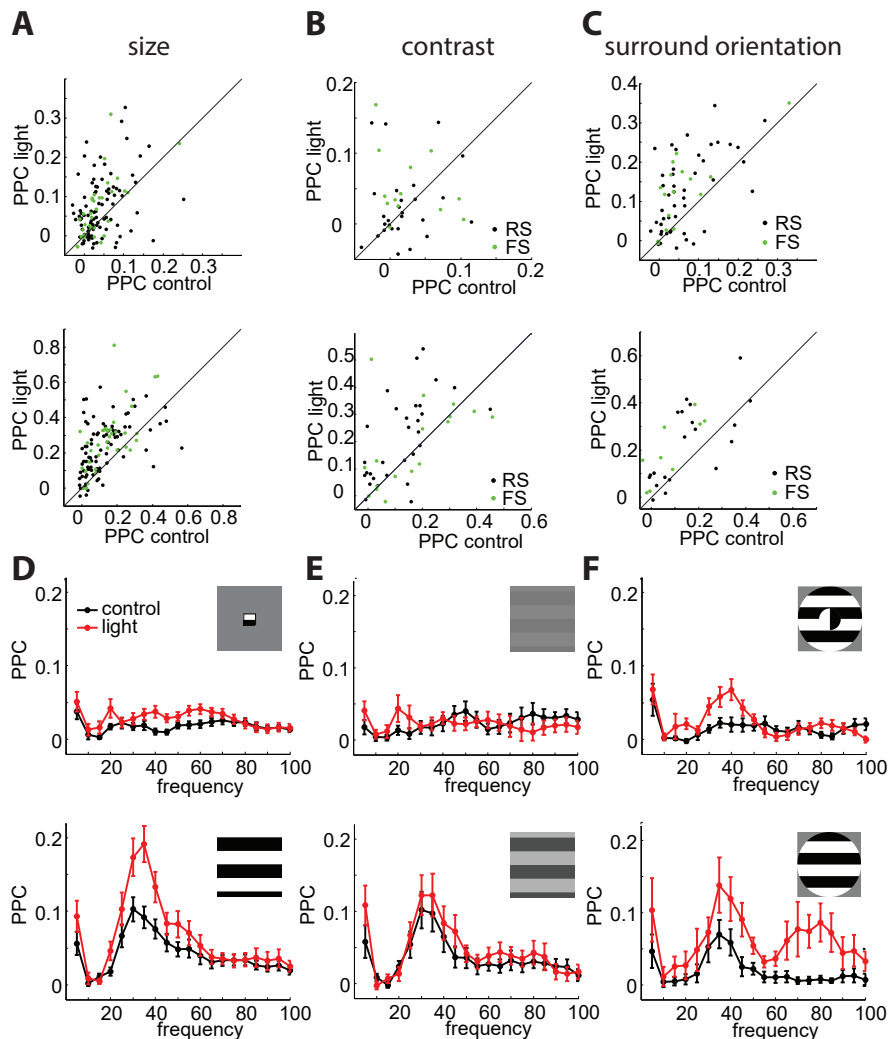 A
size
B
contrast
C
surround orientation
PPC light
0.3
0.2
0.1
0
0 0.1 0.2 0.3
PPC control
PPC light
0.2
0.1
0
RS
FS
0 0.1 0.2
PPC control
PPC light
0.4
0.3
0.2
0.1
0
RS
FS
0 0.1 0.2 0.3
PPC control
PPC light
0.8
0.6
0.4
0.2
0
0 0.2 0.4 0.6 0.8
PPC control
PPC light
0.5
0.4
0.3
0.2
0.1
0
RS
FS
0 0.2 0.4 0.6
PPC control
PPC light
0.6
0.4
0.2
0
RS
FS
0 0.2 0.4 0.6
PPC control
D
PPC
0.2
0.1
0
control
light
20 40 60 80 100
frequency
E
PPC
0.2
0.1
0
20 40 60 80 100
frequency
F
PPC
0.2
0.1
0
20 40 60 80 100
frequency
PPC
0.2
0.1
0
20 40 60 80 100
frequency
PPC
0.2
0.1
0
20 40 60 80 100
frequency
PPC
0.2
0.1
0
20 40 60 80 100
frequency